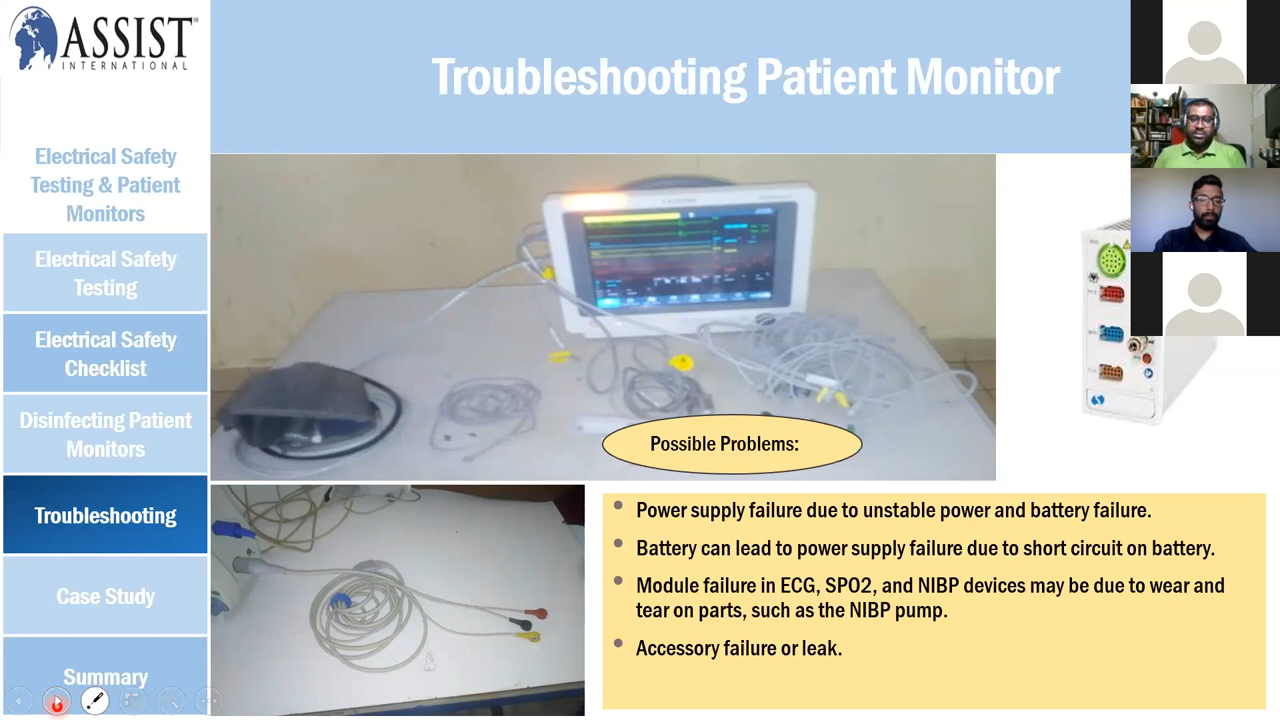 ASSIST
INTERNATIONAL
Troubleshooting Patient Monitor
Electrical Safety
Testing & Patient
Monitors
Electrical Safety
Testing
Electrical Safety
Checklist
Disinfecting Patient
Monitors
Troubleshooting
Case Study
Summary
Possible Problems:
• Power supply failure due to unstable power and battery failure.
• Battery can lead to power supply failure due to short circuit on battery.
• Module failure in ECG, SPO2, and NIBP devices may be due to wear and
tear on parts, such as the NIBP pump.
• Accessory failure or leak.